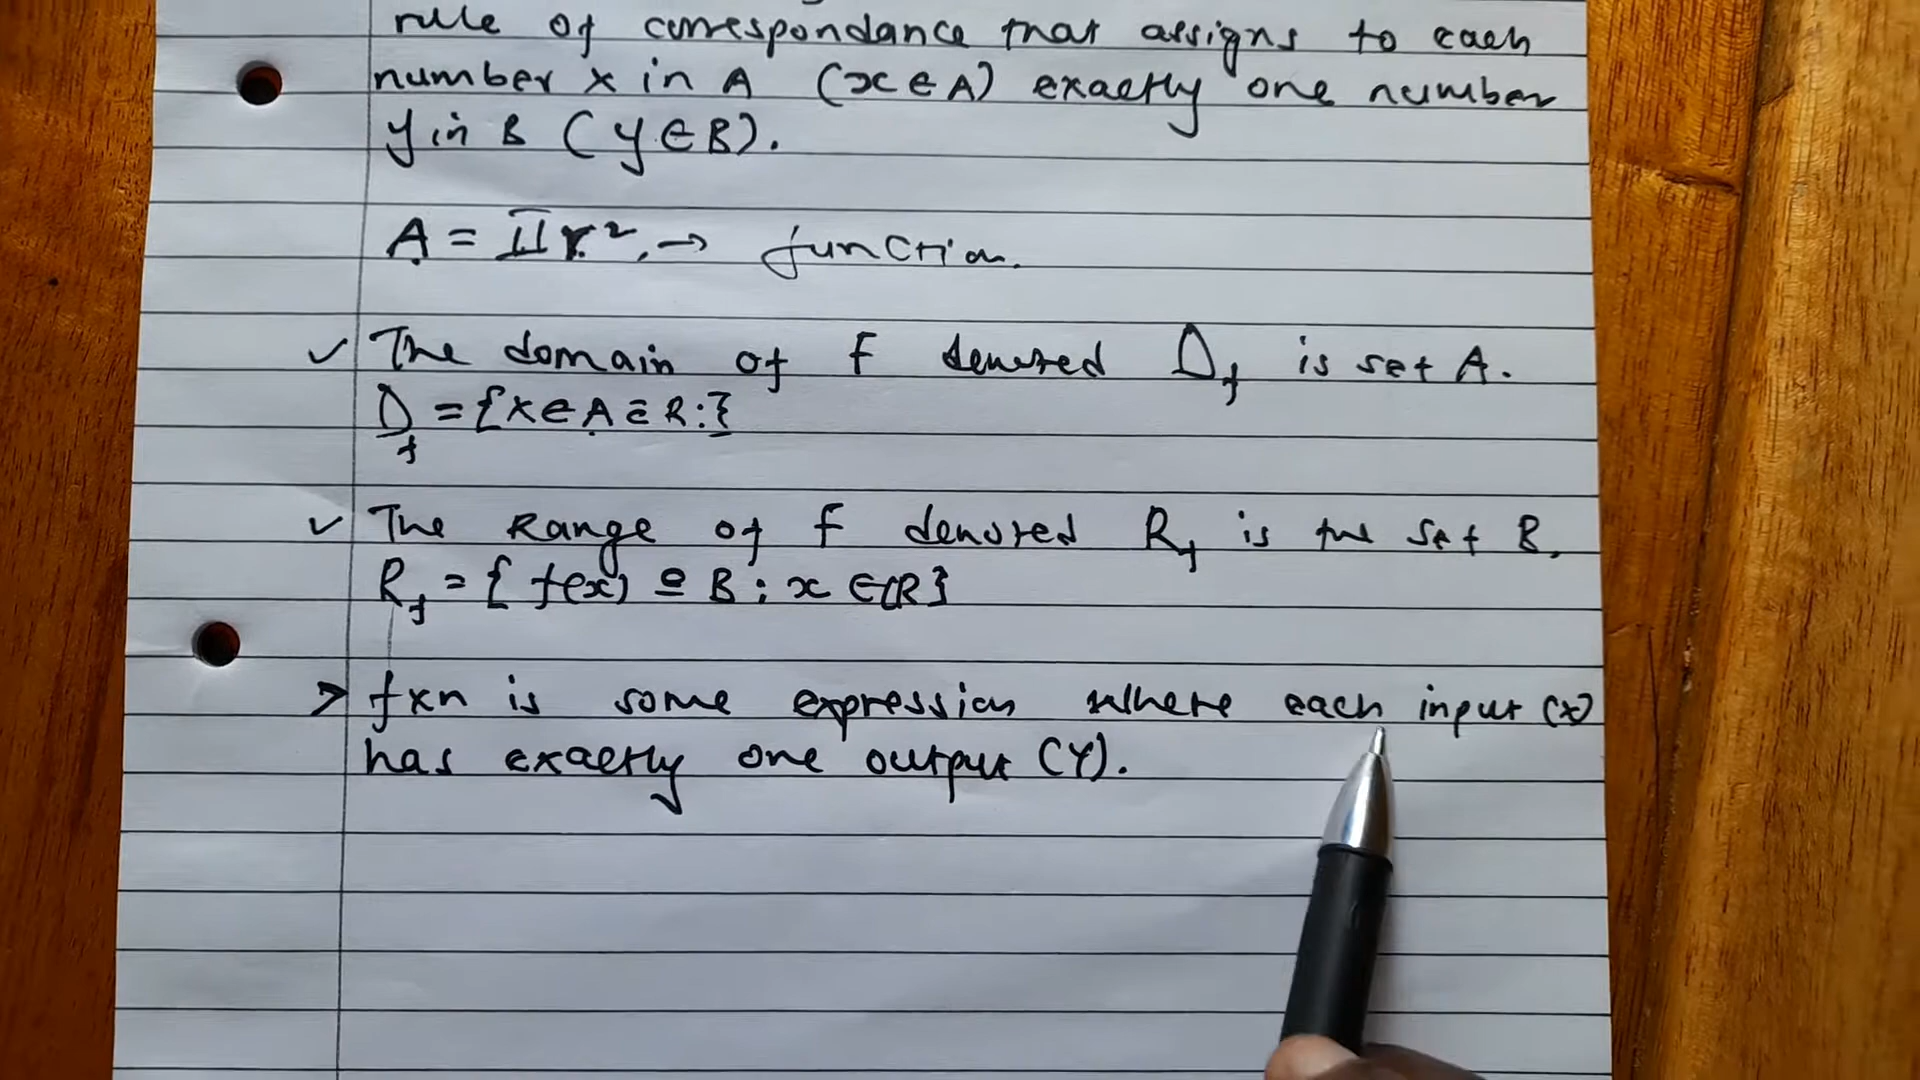 rule of correspondance that assigns to each
number x in A (x ∈ A) exactly one number
y in B (y ∈ B).
A = πr², → function.
✓ The domain of f denoted D_f is set A.
D_f = {x ∈ A ∈ R:}
✓ The Range of f denoted R_f is the set B.
R_f = { f(x) ⊆ B : x ∈ R}
> fxn is some expression where each input (x)
has exactly one output (y).